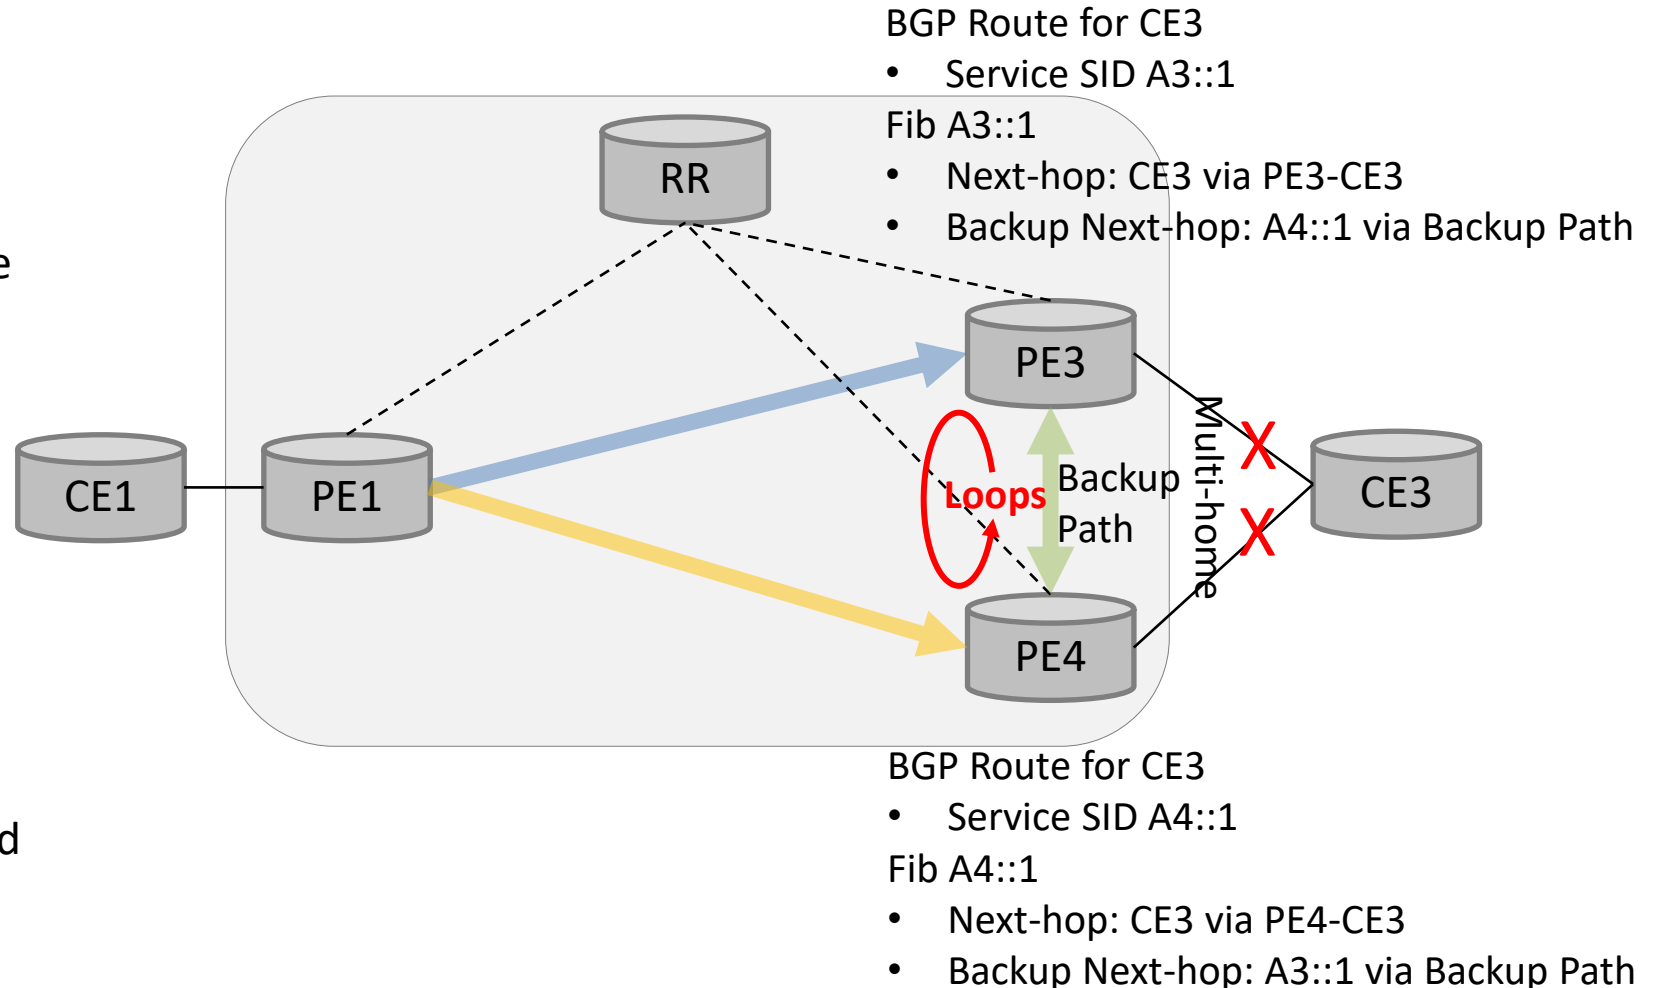 BGP Route for CE3
• Service SID A3::1
Fib A3::1
• Next-hop: CE3 via PE3-CE3
• Backup Next-hop: A4::1 via Backup Path
RR
e
PE3
Multi-home
X
CE1
PE1
Loops
Backup
Path
CE3
X
PE4
BGP Route for CE3
• Service SID A4::1
d
Fib A4::1
• Next-hop: CE3 via PE4-CE3
• Backup Next-hop: A3::1 via Backup Path